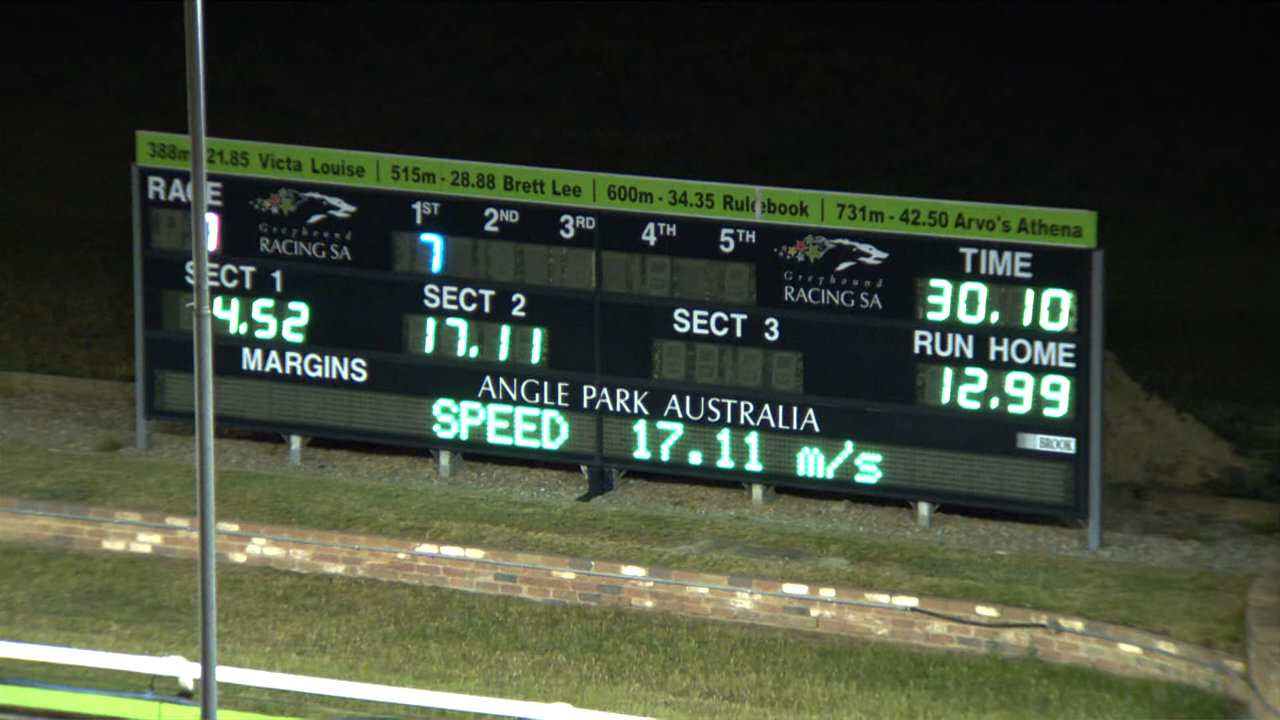 388m 21.85 Victa Louise | 515m - 28.88 Brett Lee | 600m - 34.35 Rulebook | 731m - 42.50 Arvo's Athena
RACE
Greyhound
RACING SA
1ST 2ND 3RD 4TH 5TH
7
Greyhound
RACING SA
TIME
30.10
SECT 1
4.52
SECT 2
17.11
SECT 3
RUN HOME
12.99
MARGINS
ANGLE PARK AUSTRALIA
SPEED 17.11 m/s
BROOK